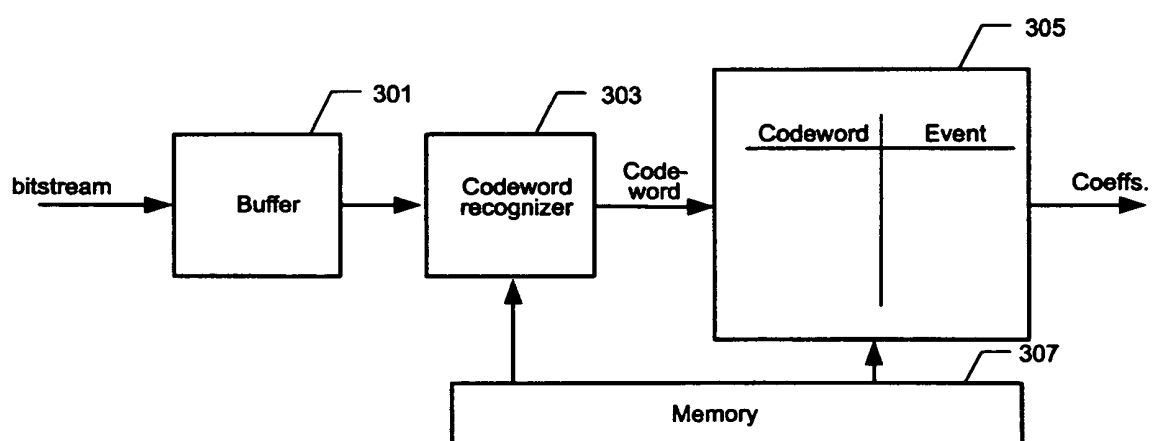 305
301
303
Codeword Event
Code-
word
bitstream
Buffer
Codeword
recognizer
Coeffs.
307
Memory